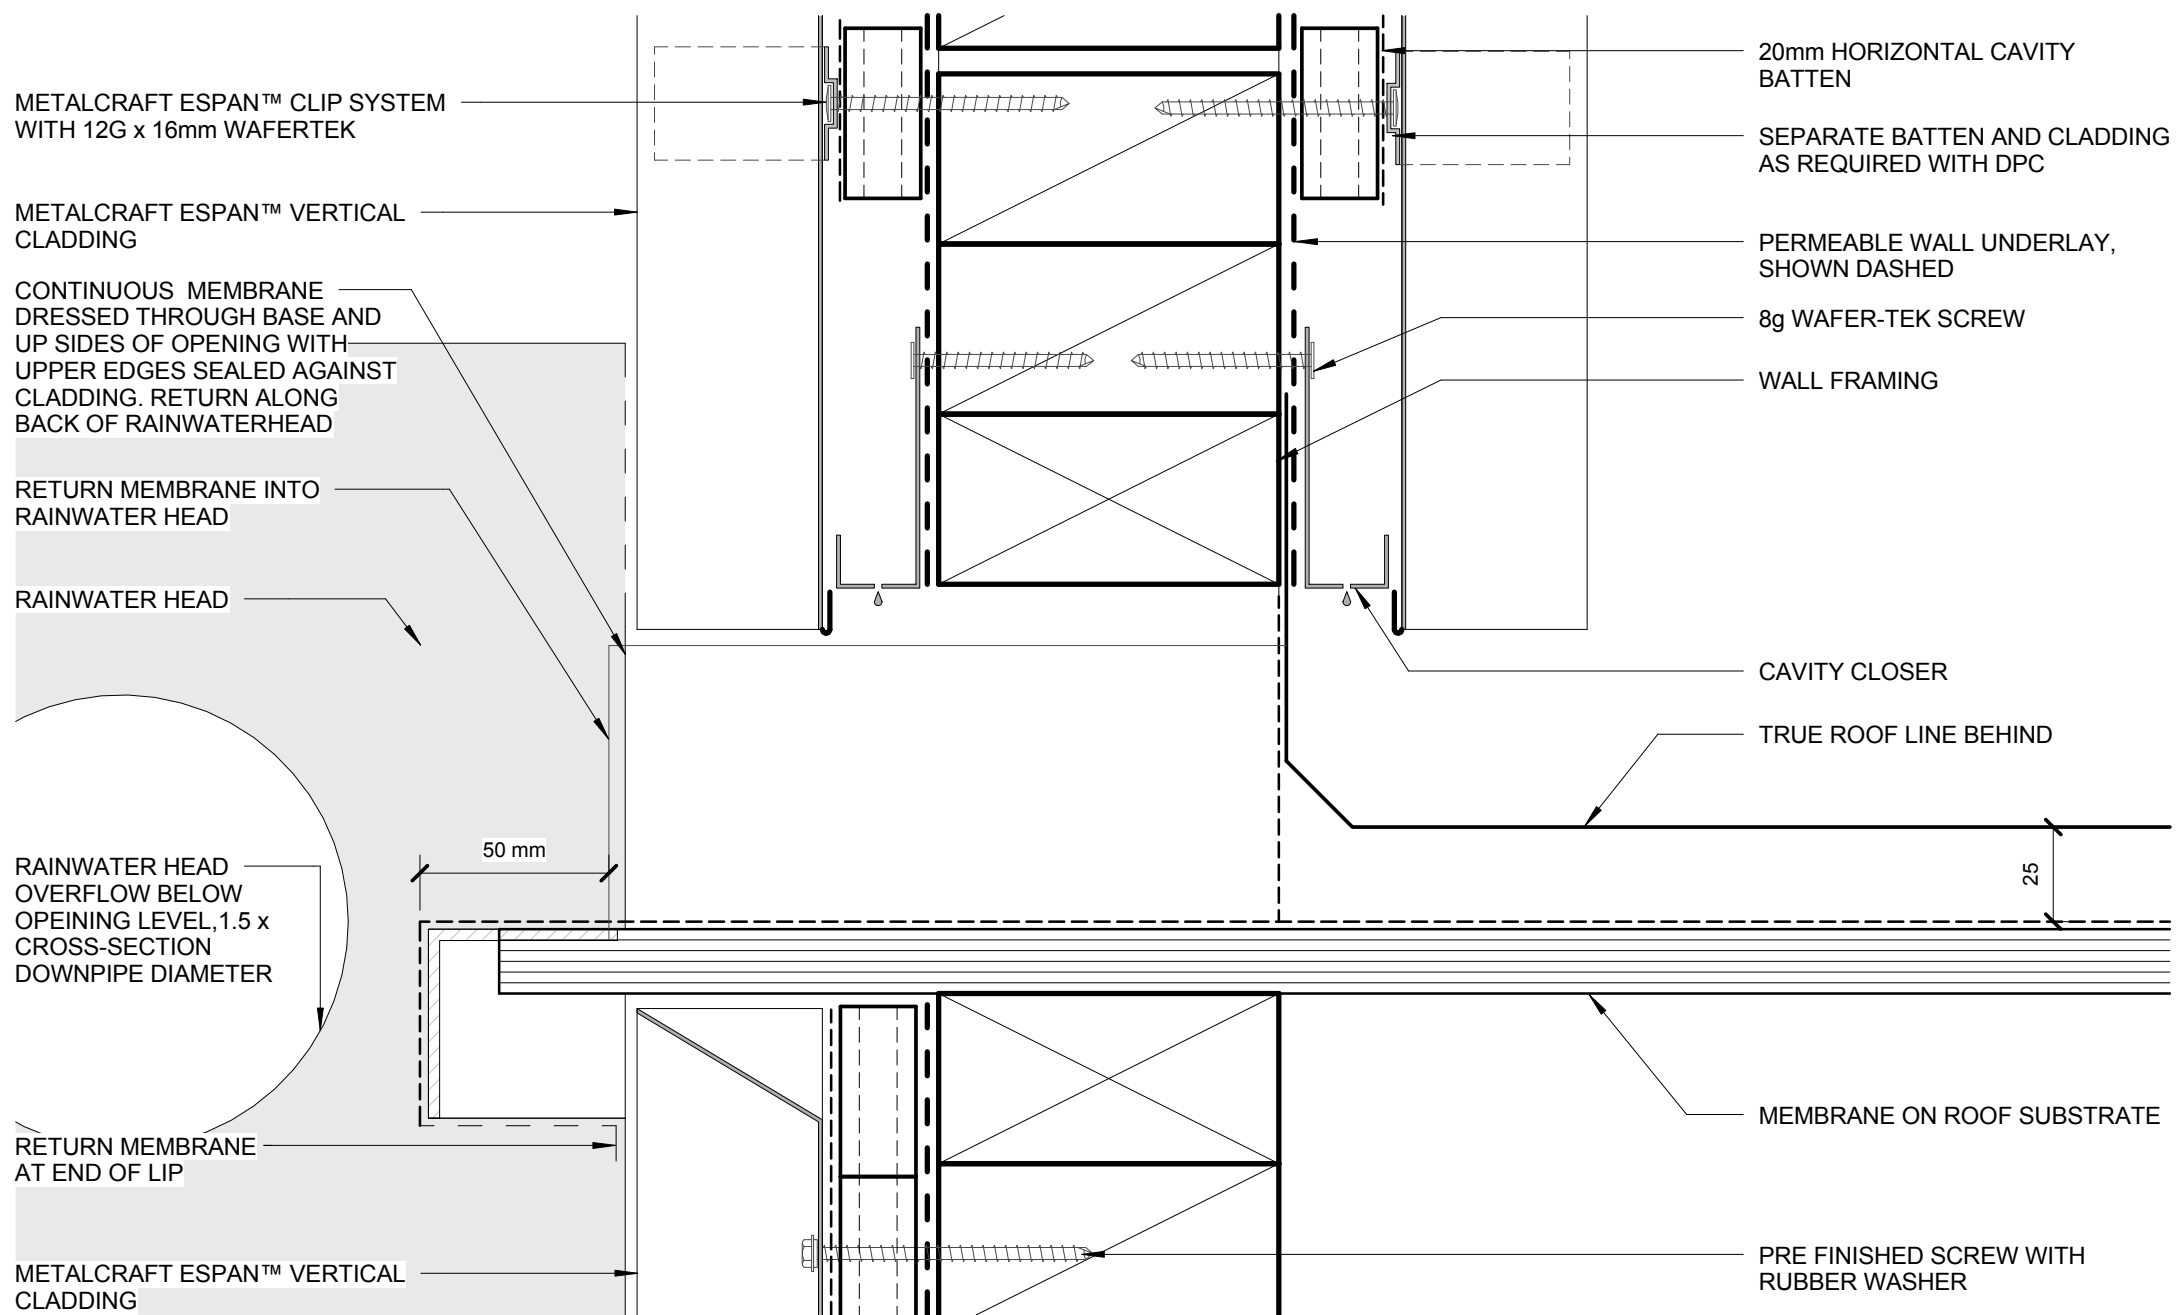 METALCRAFT ESPAN™ CLIP SYSTEM
WITH 12G x 16mm WAFERTEK
METALCRAFT ESPAN™ VERTICAL
CLADDING
CONTINUOUS MEMBRANE
DRESSED THROUGH BASE AND
UP SIDES OF OPENING WITH
UPPER EDGES SEALED AGAINST
CLADDING. RETURN ALONG
BACK OF RAINWATERHEAD
RETURN MEMBRANE INTO
RAINWATER HEAD
RAINWATER HEAD
50 mm
RAINWATER HEAD
OVERFLOW BELOW
OPEINING LEVEL,1.5 x
CROSS-SECTION
DOWNPIPE DIAMETER
RETURN MEMBRANE
AT END OF LIP
METALCRAFT ESPAN™ VERTICAL
CLADDING
20mm HORIZONTAL CAVITY
BATTEN
SEPARATE BATTEN AND CLADDING
AS REQUIRED WITH DPC
PERMEABLE WALL UNDERLAY,
SHOWN DASHED
8g WAFER-TEK SCREW
WALL FRAMING
CAVITY CLOSER
TRUE ROOF LINE BEHIND
25
MEMBRANE ON ROOF SUBSTRATE
PRE FINISHED SCREW WITH
RUBBER WASHER